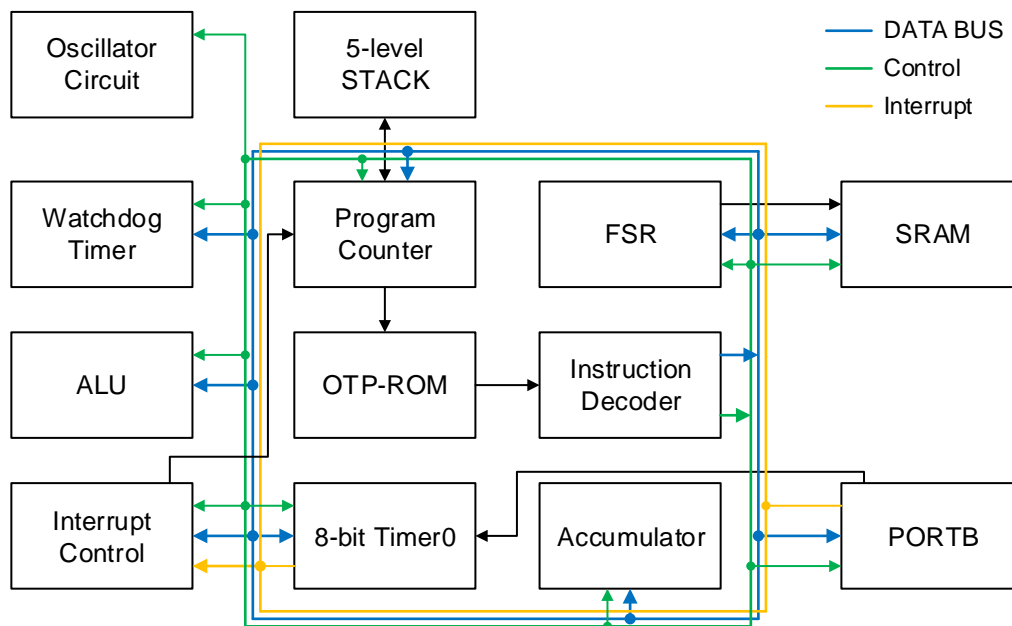 Oscillator
Circuit
5-level
STACK
DATA BUS
Control
Interrupt
Watchdog
Timer
Program
Counter
FSR
SRAM
ALU
OTP-ROM
Instruction
Decoder
Interrupt
Control
8-bit Timer0
Accumulator
PORTB